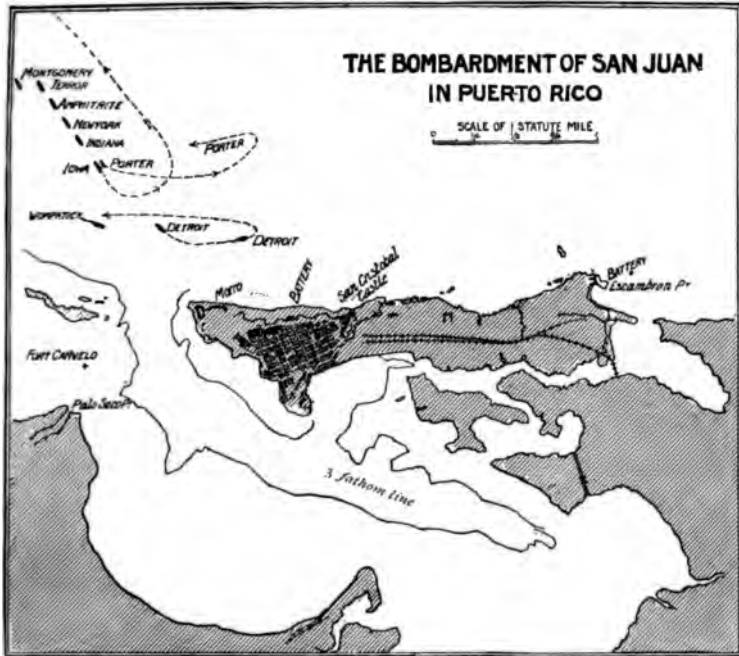 THE BOMBARDMENT OF SAN JUAN
IN PUERTO RICO
SCALE OF 1 STATUTE MILE
MONTGOMERY
TERROR
AMPHITRITE
NEWYORK
INDIANA
IOWA
PORTER
PORTER
WOMPATUCK
DETROIT
DETROIT
Morro
BATTERY
San Cristobal
Castle
BATTERY
Escambron Pt
FORT CANUELO
Palo Seco Pt
3 fathom line